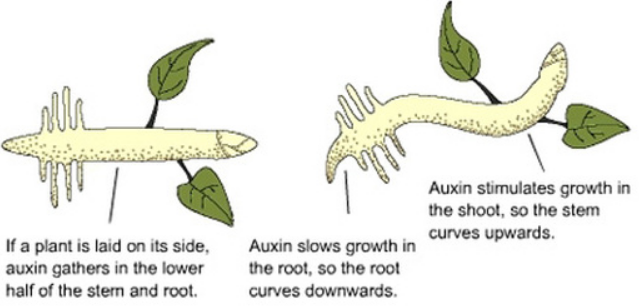 If a plant is laid on its side,
auxin gathers in the lower
half of the stem and root.
Auxin slows growth in
the root, so the root
curves downwards.
Auxin stimulates growth in
the shoot, so the stem
curves upwards.